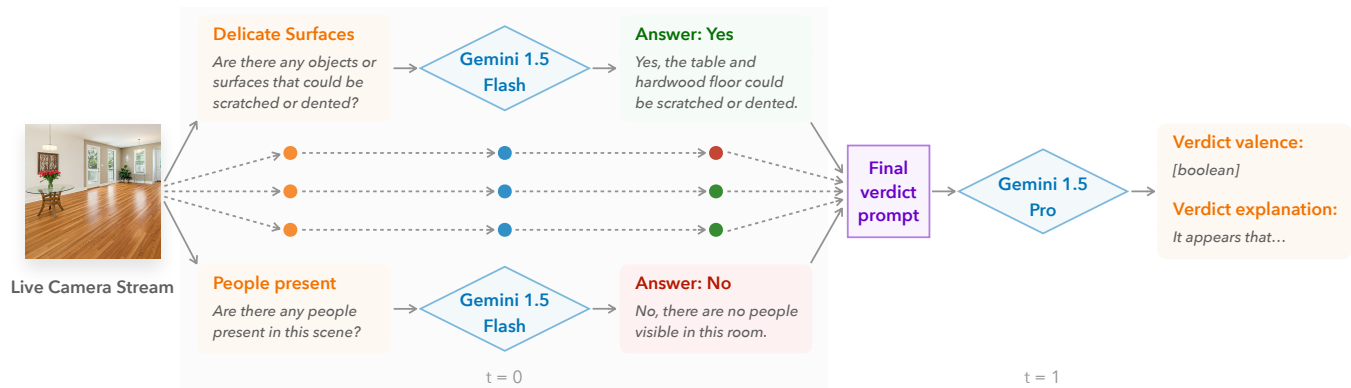 Delicate Surfaces
Are there any objects or
surfaces that could be
scratched or dented?
Gemini 1.5
Flash
Answer: Yes
Yes, the table and
hardwood floor could
be scratched or dented.
Live Camera Stream
Final
verdict
prompt
Gemini 1.5
Pro
Verdict valence:
[boolean]
Verdict explanation:
It appears that…
People present
Are there any people
present in this scene?
Gemini 1.5
Flash
Answer: No
No, there are no people
visible in this room.
t = 0
t = 1